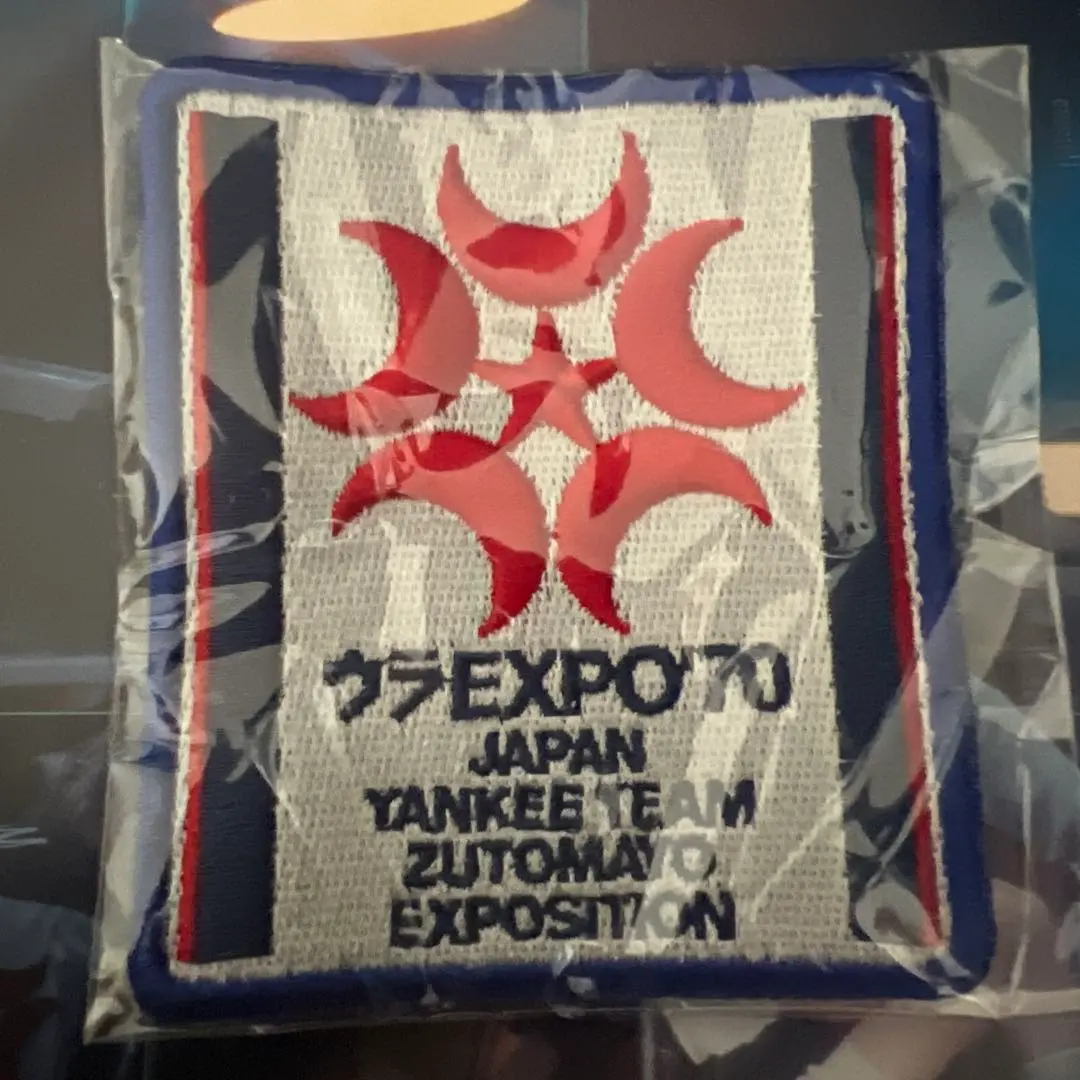 ウラEXPO'70
JAPAN
YANKEE TEAM
ZUTOMAYO
EXPOSITION